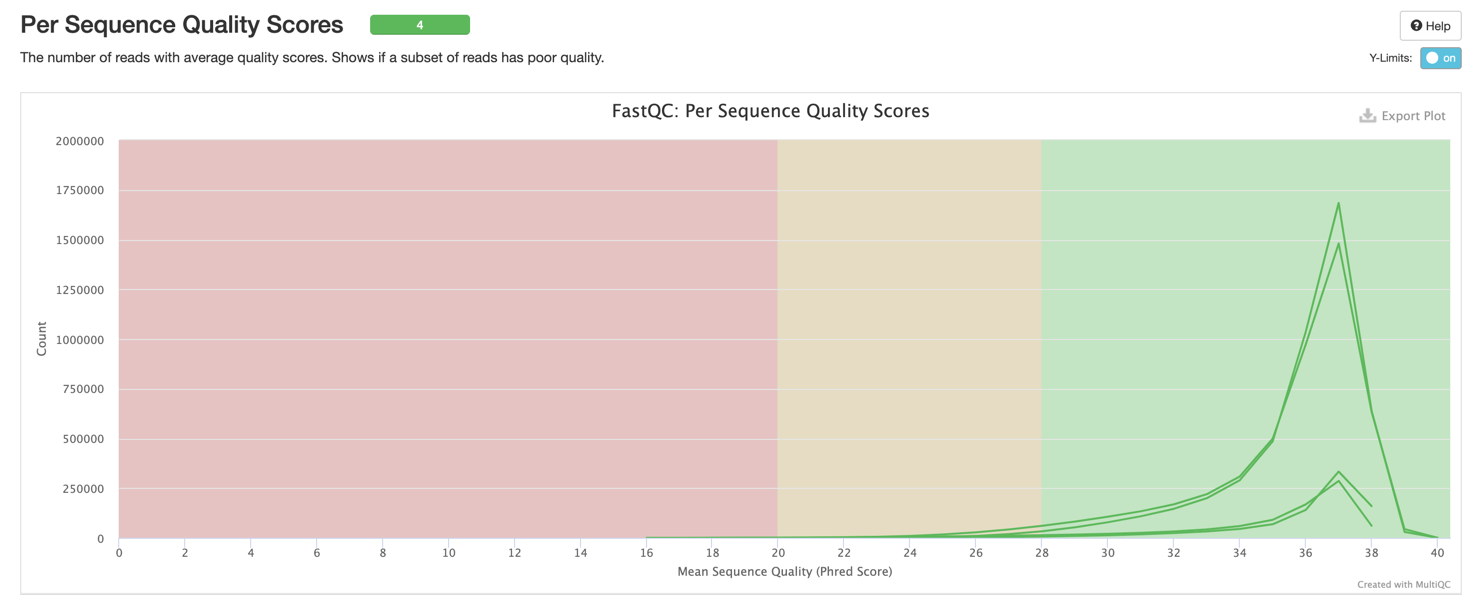 Per Sequence Quality Scores 4
Help
The number of reads with average quality scores. Shows if a subset of reads has poor quality.
Y-Limits: on
FastQC: Per Sequence Quality Scores
Export Plot
2000000
1750000
1500000
1250000
1000000
750000
500000
250000
0
Count
0 2 4 6 8 10 12 14 16 18 20 22 24 26 28 30 32 34 36 38 40
Mean Sequence Quality (Phred Score)
Created with MultiQC